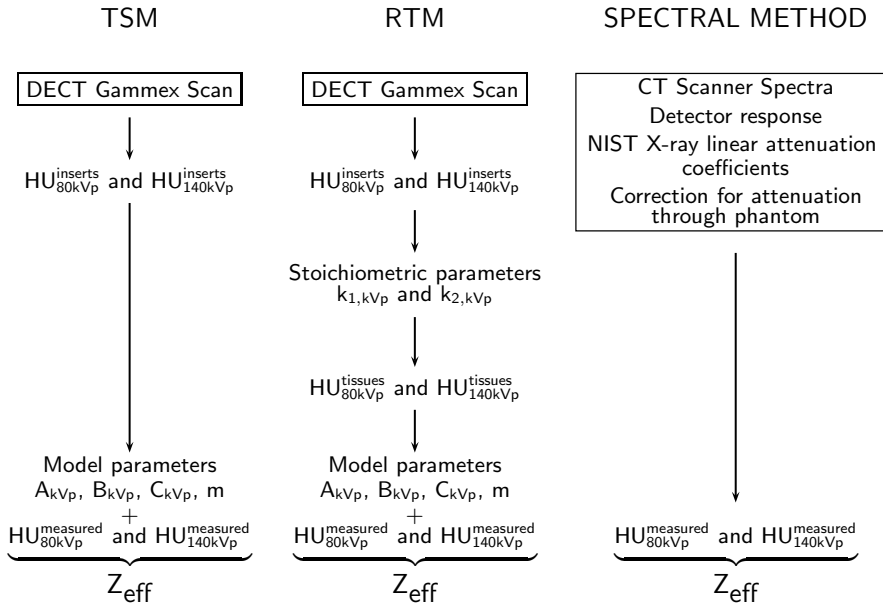 TSM
DECT Gammex Scan
HU^inserts_80kVp and HU^inserts_140kVp
Model parameters
A_kVp, B_kVp, C_kVp, m
+
HU^measured_80kVp and HU^measured_140kVp
Z_eff
RTM
DECT Gammex Scan
HU^inserts_80kVp and HU^inserts_140kVp
Stoichiometric parameters
k_1,kVp and k_2,kVp
HU^tissues_80kVp and HU^tissues_140kVp
Model parameters
A_kVp, B_kVp, C_kVp, m
+
HU^measured_80kVp and HU^measured_140kVp
Z_eff
SPECTRAL METHOD
CT Scanner Spectra
Detector response
NIST X-ray linear attenuation
coefficients
Correction for attenuation
through phantom
HU^measured_80kVp and HU^measured_140kVp
Z_eff